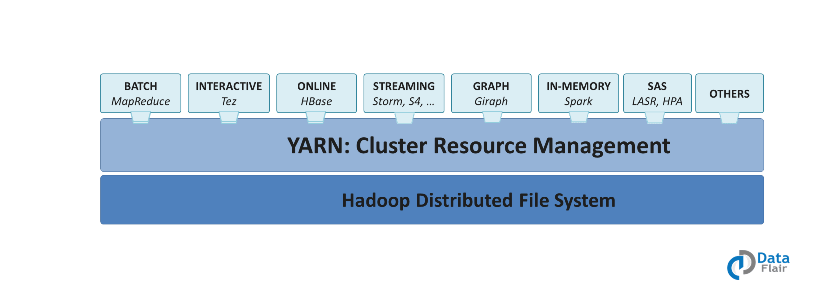 BATCH
MapReduce
INTERACTIVE
Tez
ONLINE
HBase
STREAMING
Storm, S4, ...
GRAPH
Giraph
IN-MEMORY
Spark
SAS
LASR, HPA
OTHERS
YARN: Cluster Resource Management
Hadoop Distributed File System
Data
Flair